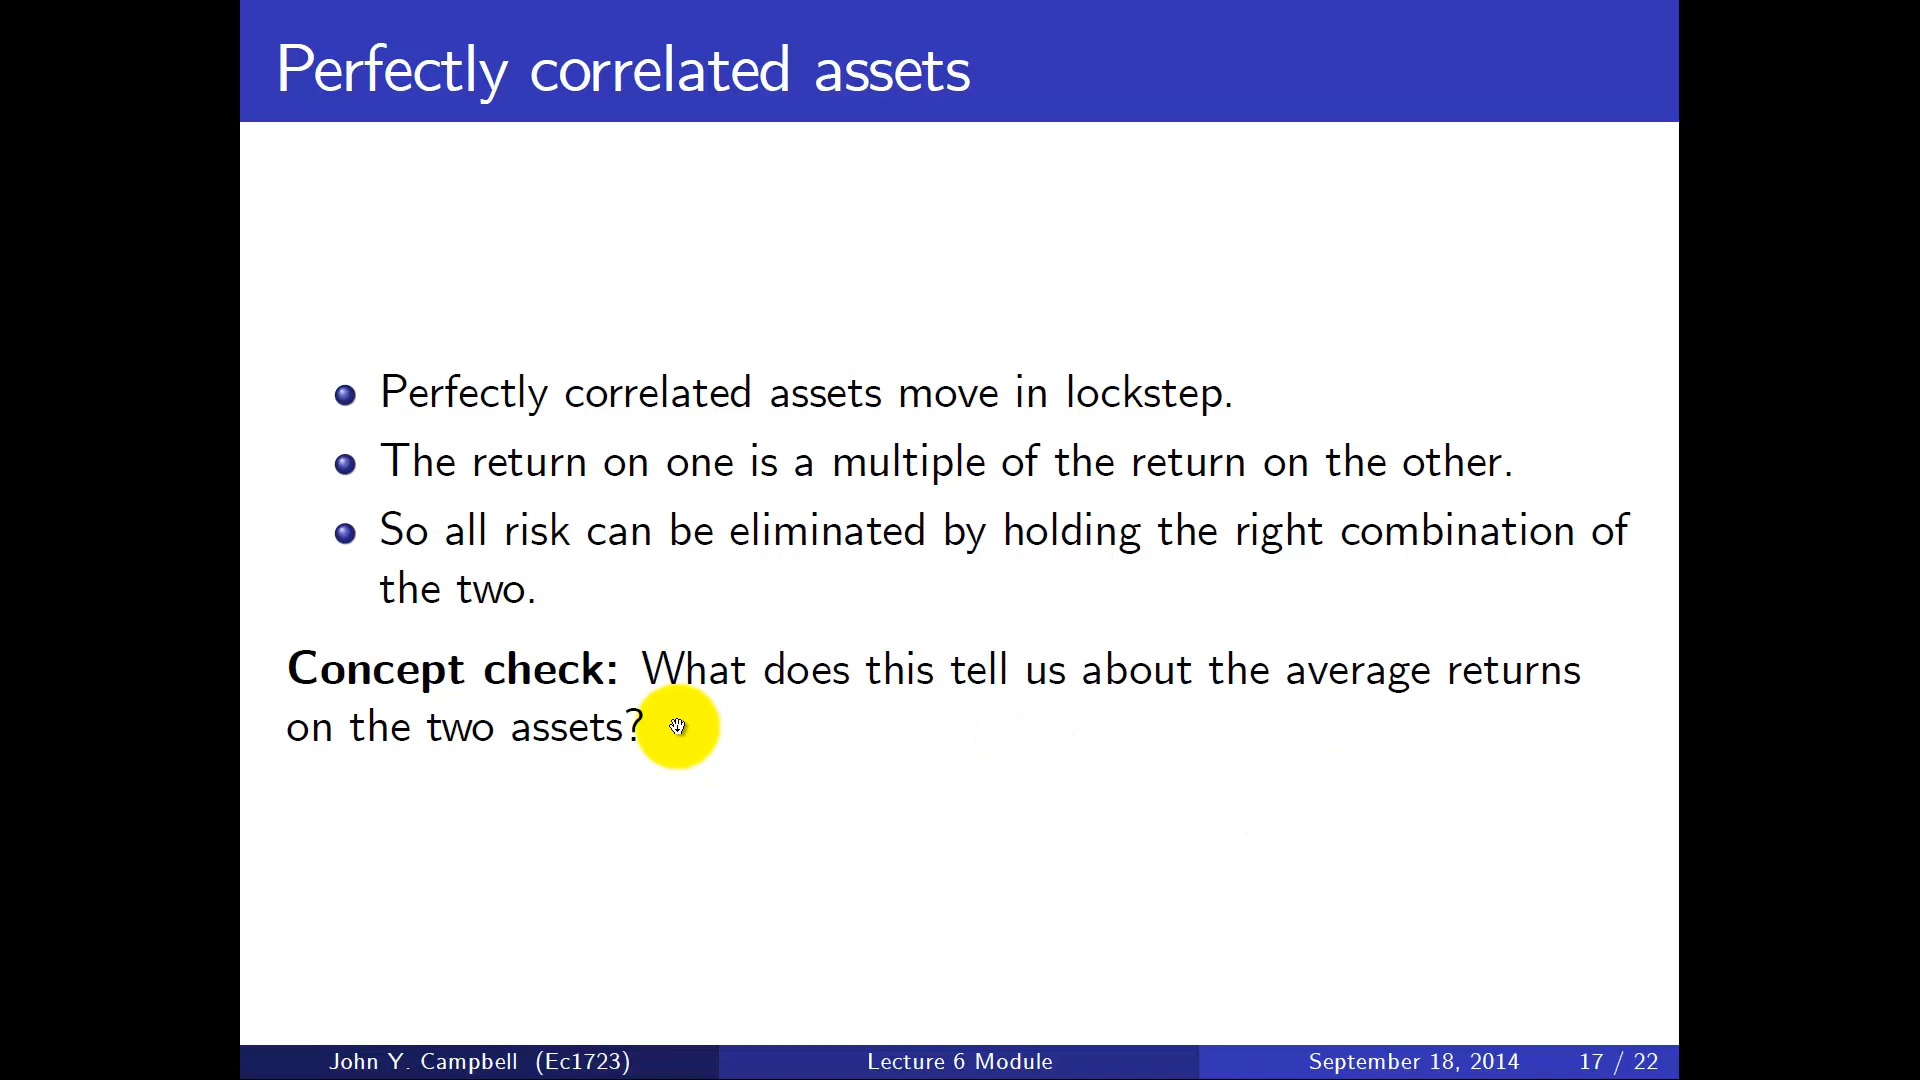 Perfectly correlated assets
Perfectly correlated assets move in lockstep.
The return on one is a multiple of the return on the other.
So all risk can be eliminated by holding the right combination of
the two.
Concept check: What does this tell us about the average returns
on the two assets?
John Y. Campbell (Ec1723)
Lecture 6 Module
September 18, 2014
17 / 22